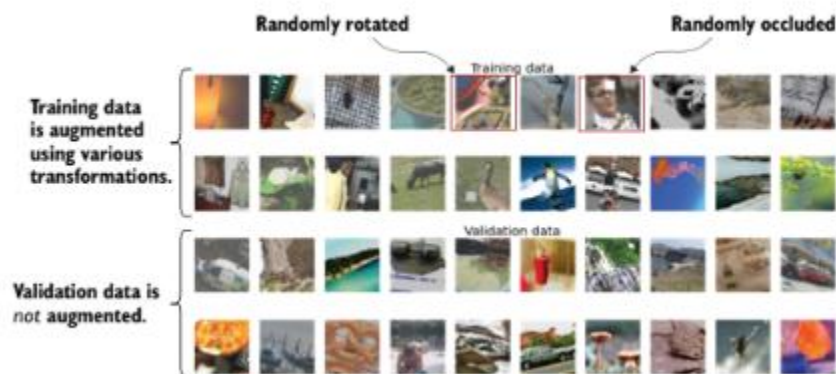 Randomly rotated
Randomly occluded
Training data
Training data
is augmented
using various
transformations.
Validation data
Validation data is
not augmented.